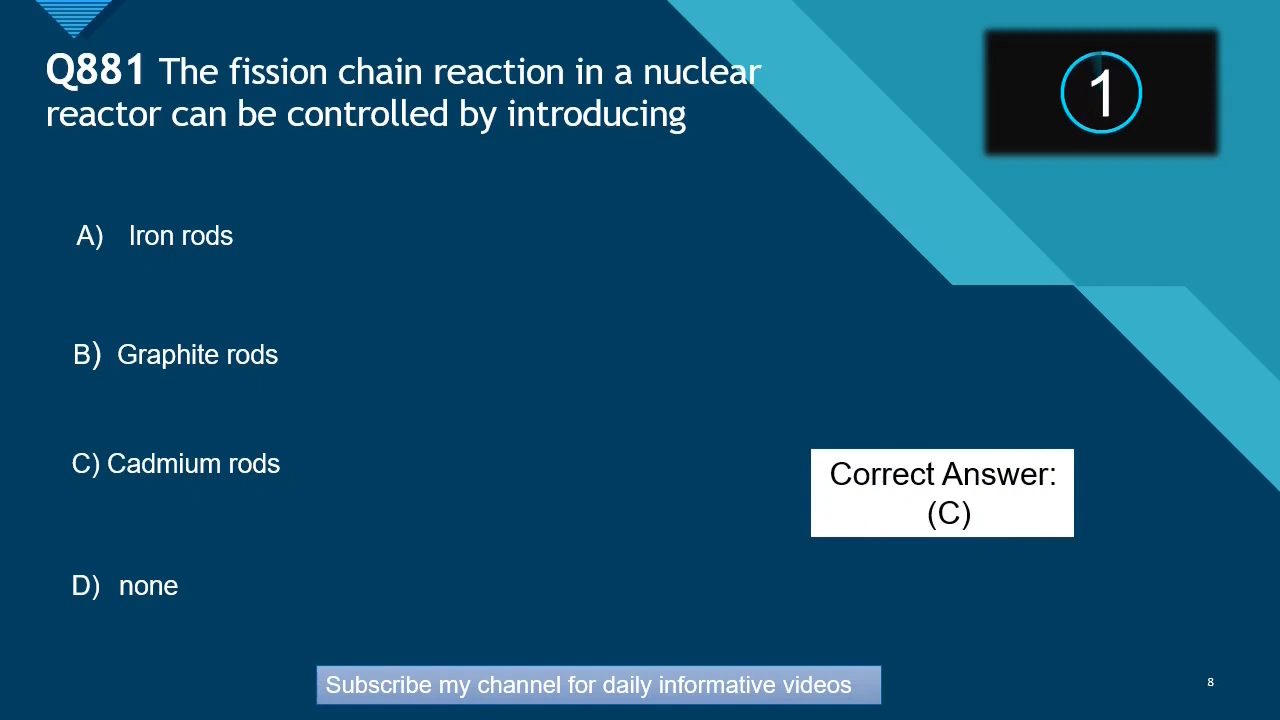 Q881 The fission chain reaction in a nuclear
reactor can be controlled by introducing
1
A) Iron rods
B) Graphite rods
C) Cadmium rods
Correct Answer:
(C)
D) none
Subscribe my channel for daily informative videos
8